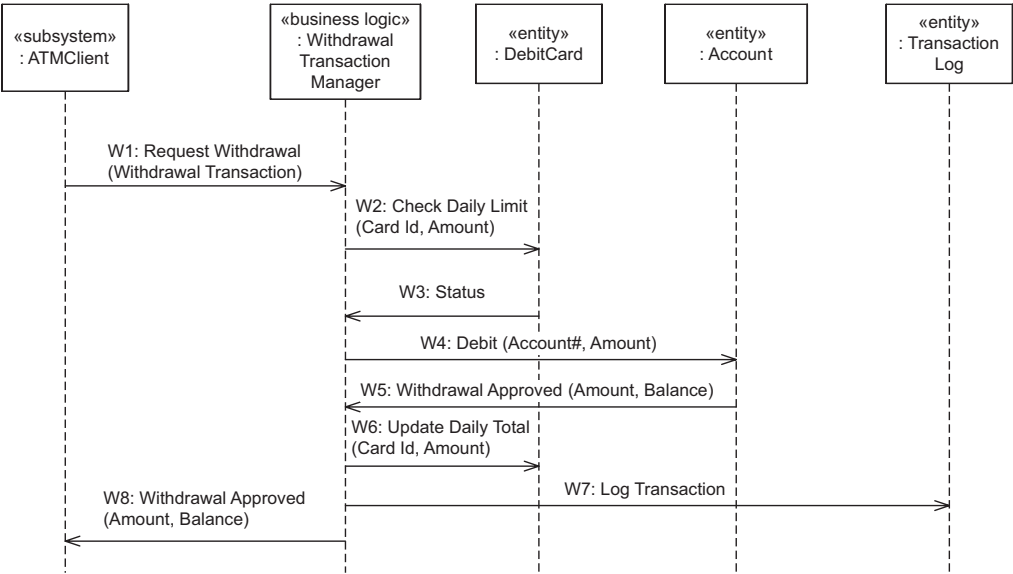 «subsystem»
: ATMClient
«business logic»
: Withdrawal
Transaction
Manager
«entity»
: DebitCard
«entity»
: Account
«entity»
: Transaction
Log
W1: Request Withdrawal
(Withdrawal Transaction)
W2: Check Daily Limit
(Card Id, Amount)
W3: Status
W4: Debit (Account#, Amount)
W5: Withdrawal Approved (Amount, Balance)
W6: Update Daily Total
(Card Id, Amount)
W7: Log Transaction
W8: Withdrawal Approved
(Amount, Balance)